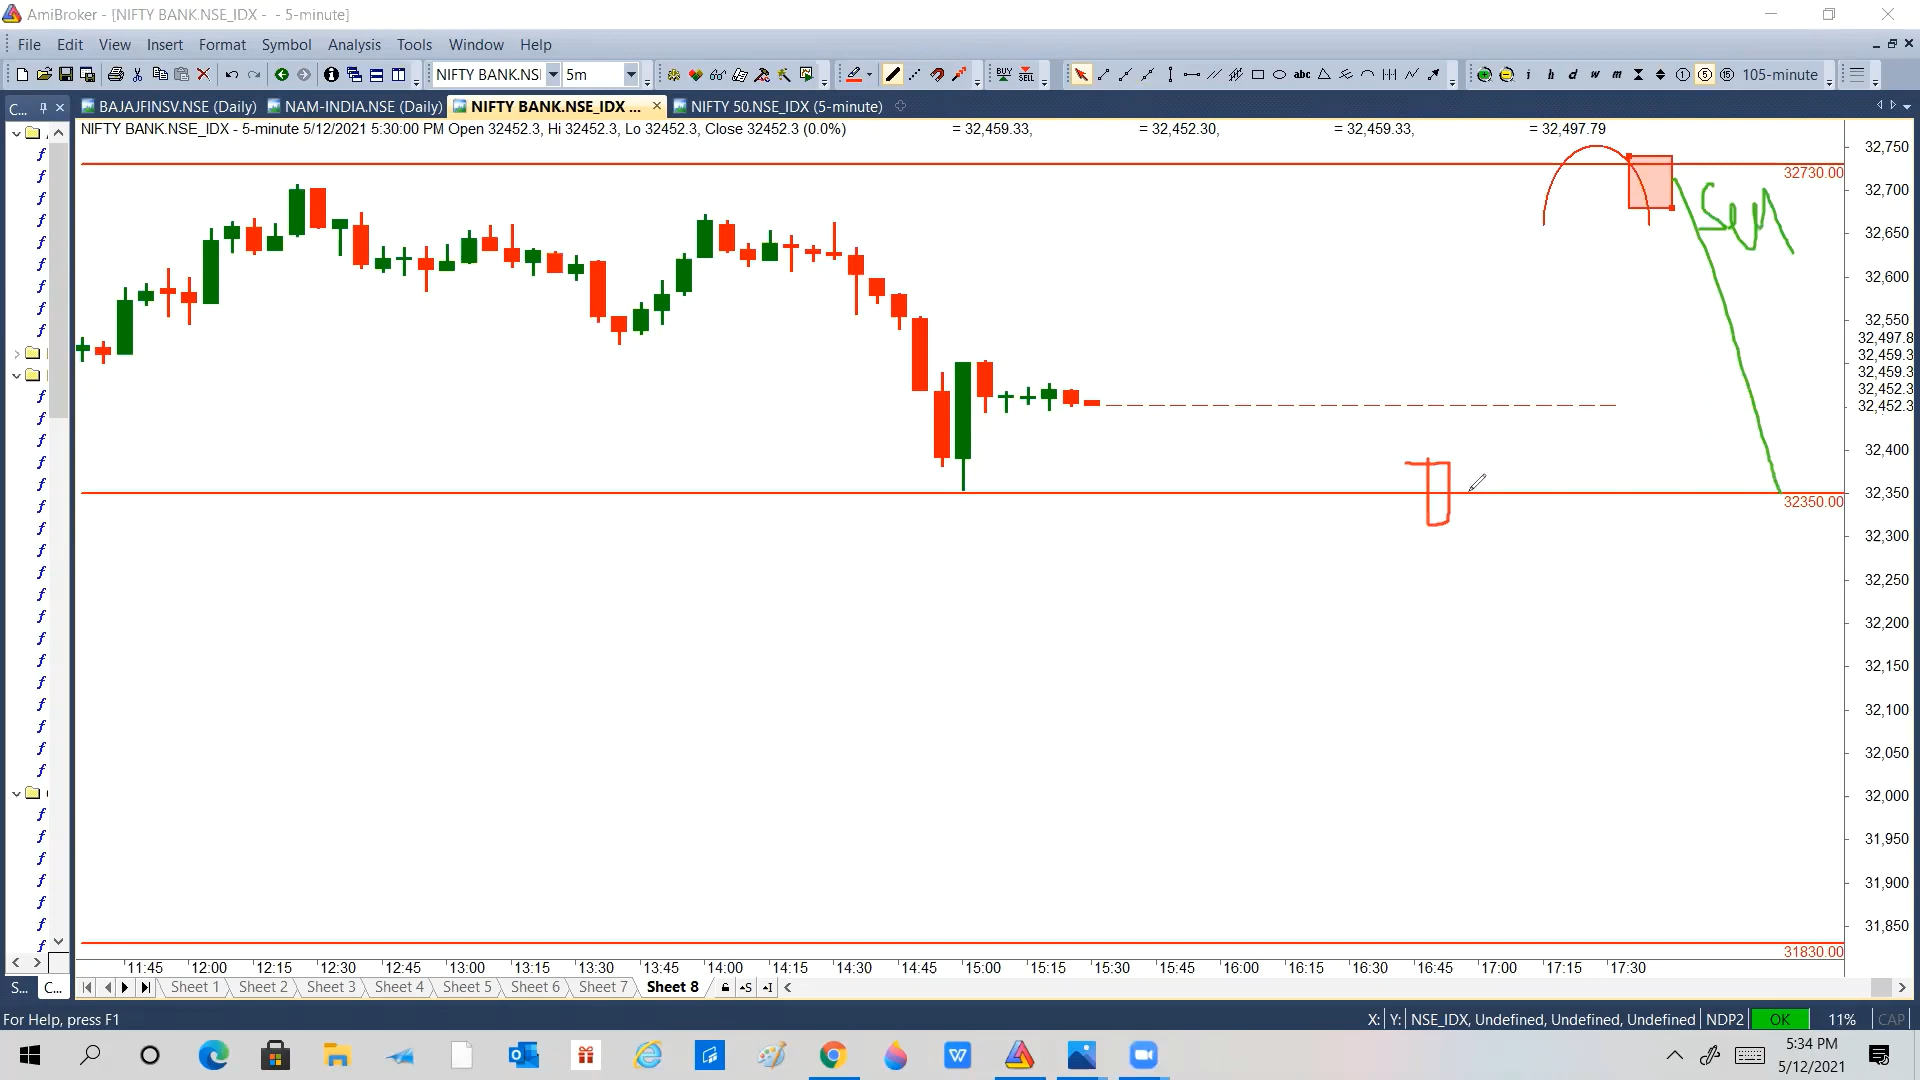 AmiBroker - [NIFTY BANK.NSE_IDX - - 5-minute]
File Edit View Insert Format Symbol Analysis Tools Window Help
NIFTY BANK.NSI 5m BUY SELL abc i h d w m 1 5 15 105-minute
C... BAJAJFINSV.NSE (Daily) NAM-INDIA.NSE (Daily) NIFTY BANK.NSE_IDX ... NIFTY 50.NSE_IDX (5-minute)
NIFTY BANK.NSE_IDX - 5-minute 5/12/2021 5:30:00 PM Open 32452.3, Hi 32452.3, Lo 32452.3, Close 32452.3 (0.0%) = 32,459.33, = 32,452.30, = 32,459.33, = 32,497.79
32,750
32730.00
32,700
Sell
32,650
32,600
32,550
32,497.8
32,459.3
32,459.3
32,452.3
32,452.3
32,400
32,350
32350.00
32,300
32,250
32,200
32,150
32,100
32,050
32,000
31,950
31,900
31,850
31830.00
11:45 12:00 12:15 12:30 12:45 13:00 13:15 13:30 13:45 14:00 14:15 14:30 14:45 15:00 15:15 15:30 15:45 16:00 16:15 16:30 16:45 17:00 17:15 17:30
S... C... Sheet 1 Sheet 2 Sheet 3 Sheet 4 Sheet 5 Sheet 6 Sheet 7 Sheet 8
For Help, press F1 X: Y: NSE_IDX, Undefined, Undefined, Undefined NDP2 OK 11% CAP
5:34 PM
5/12/2021